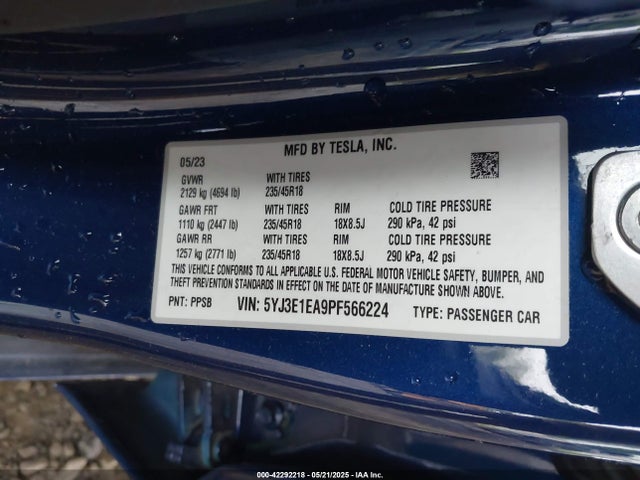 MFD BY TESLA, INC.
05/23
GVWR WITH TIRES
2129 kg (4694 lb) 235/45R18
GAWR FRT WITH TIRES RIM COLD TIRE PRESSURE
1110 kg (2447 lb) 235/45R18 18X8.5J 290 kPa, 42 psi
GAWR RR WITH TIRES RIM COLD TIRE PRESSURE
1257 kg (2771 lb) 235/45R18 18X8.5J 290 kPa, 42 psi
THIS VEHICLE CONFORMS TO ALL APPLICABLE U.S. FEDERAL MOTOR VEHICLE SAFETY, BUMPER, AND
THEFT PREVENTION STANDARDS IN EFFECT ON THE DATE OF MANUFACTURE SHOWN ABOVE.
PNT: PPSB VIN: 5YJ3E1EA9PF566224 TYPE: PASSENGER CAR
000-42292218 - 05/21/2025 - IAA Inc.